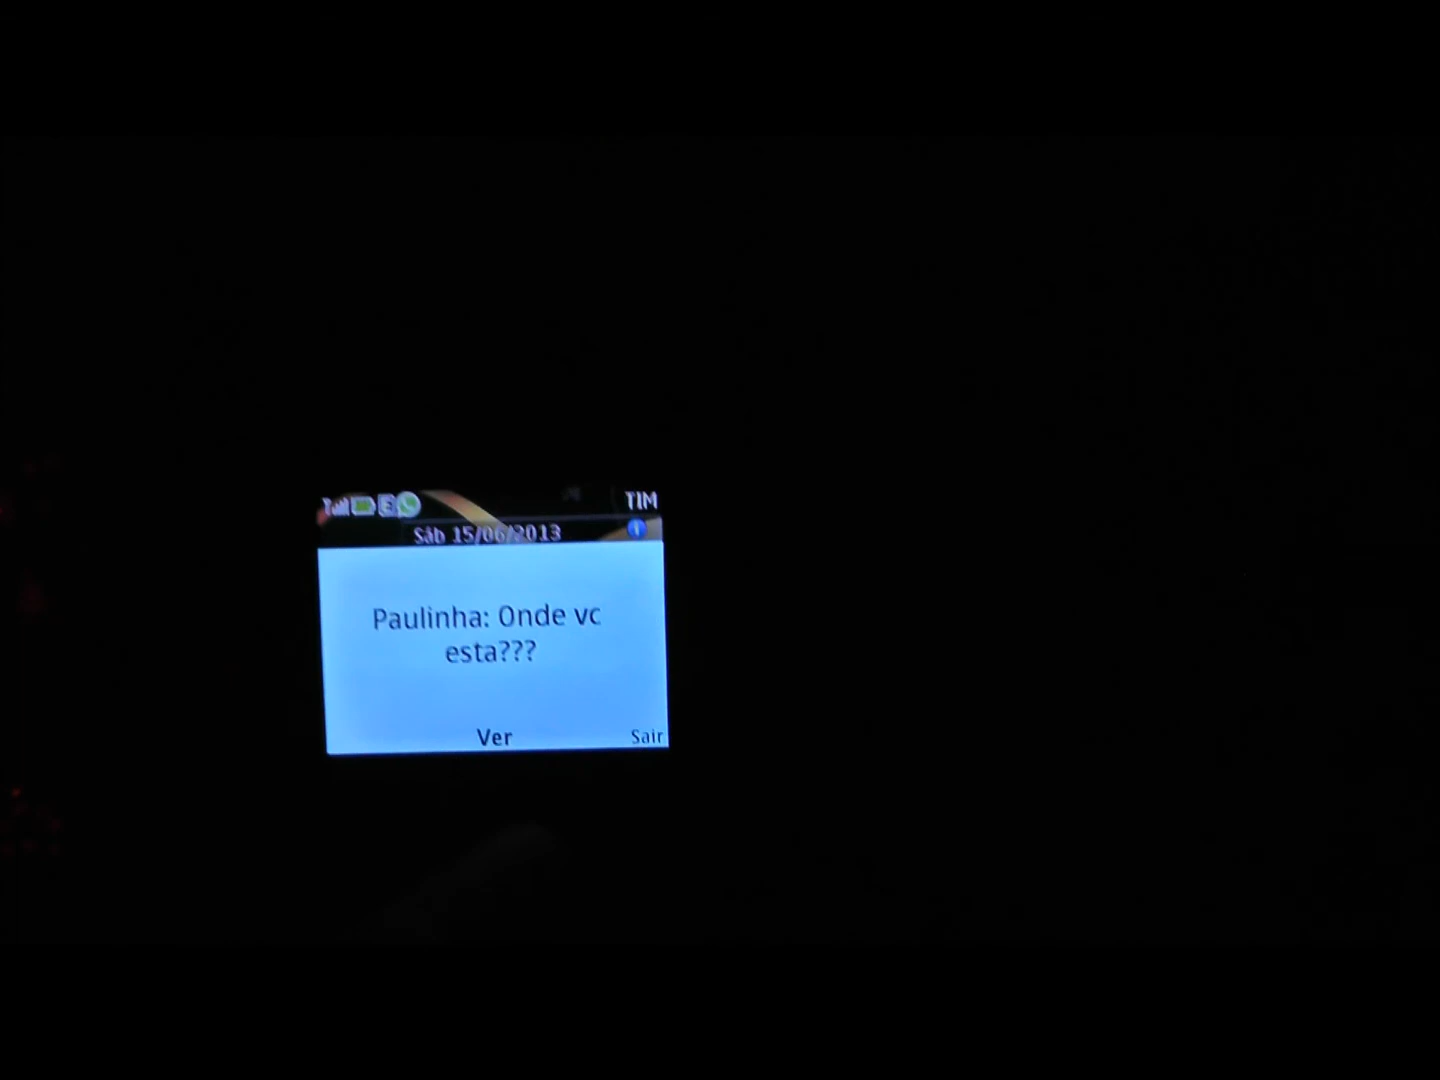 TIM
Sáb 15/06/2013
Paulinha: Onde vc
esta???
Ver Sair